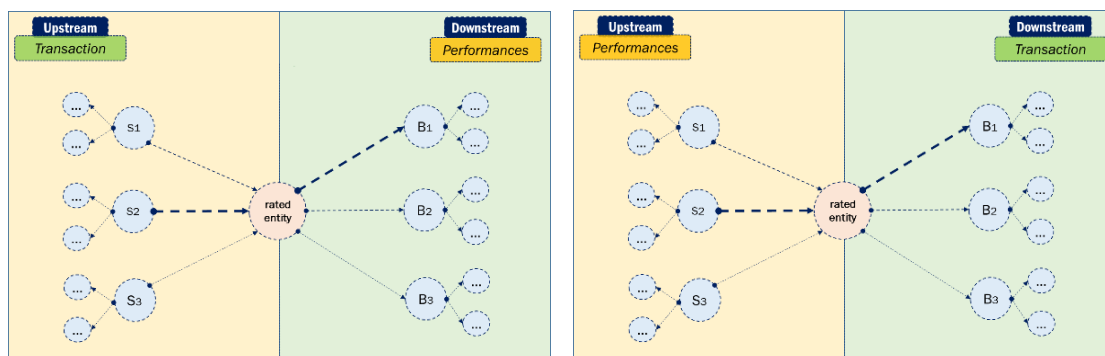 Upstream
Transaction
Downstream
Performances
...
S1
...
...
S2
...
...
S3
...
rated
entity
B1
...
...
B2
...
...
B3
...
...
Upstream
Performances
Downstream
Transaction
...
S1
...
...
S2
...
...
S3
...
rated
entity
B1
...
...
B2
...
...
B3
...
...